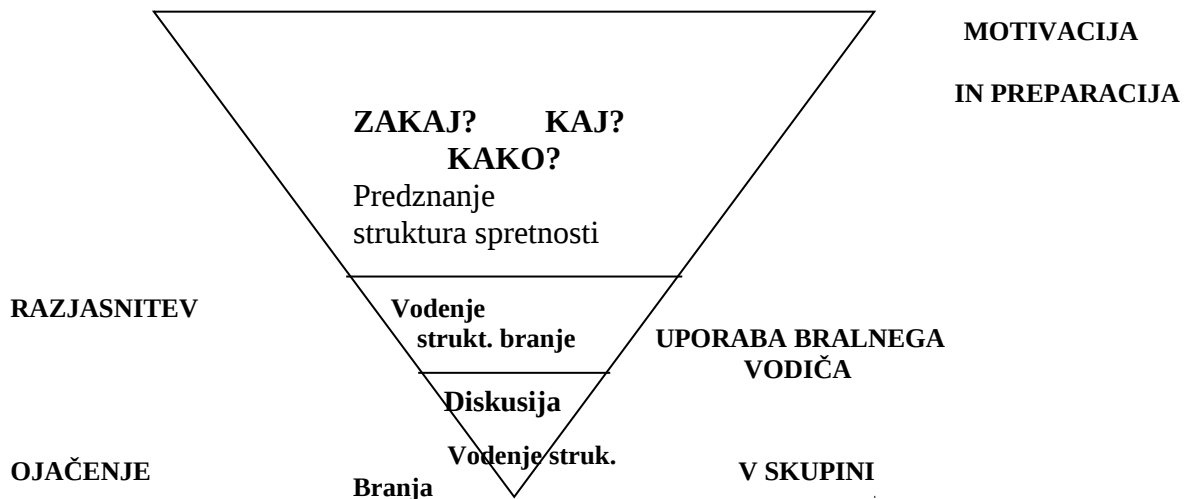 MOTIVACIJA
IN PREPARACIJA
ZAKAJ? KAJ?
KAKO?
Predznanje
struktura spretnosti
RAZJASNITEV
Vodenje
strukt. branje
UPORABA BRALNEGA
VODIČA
Diskusija
Vodenje struk.
Branja
OJAČENJE
V SKUPINI